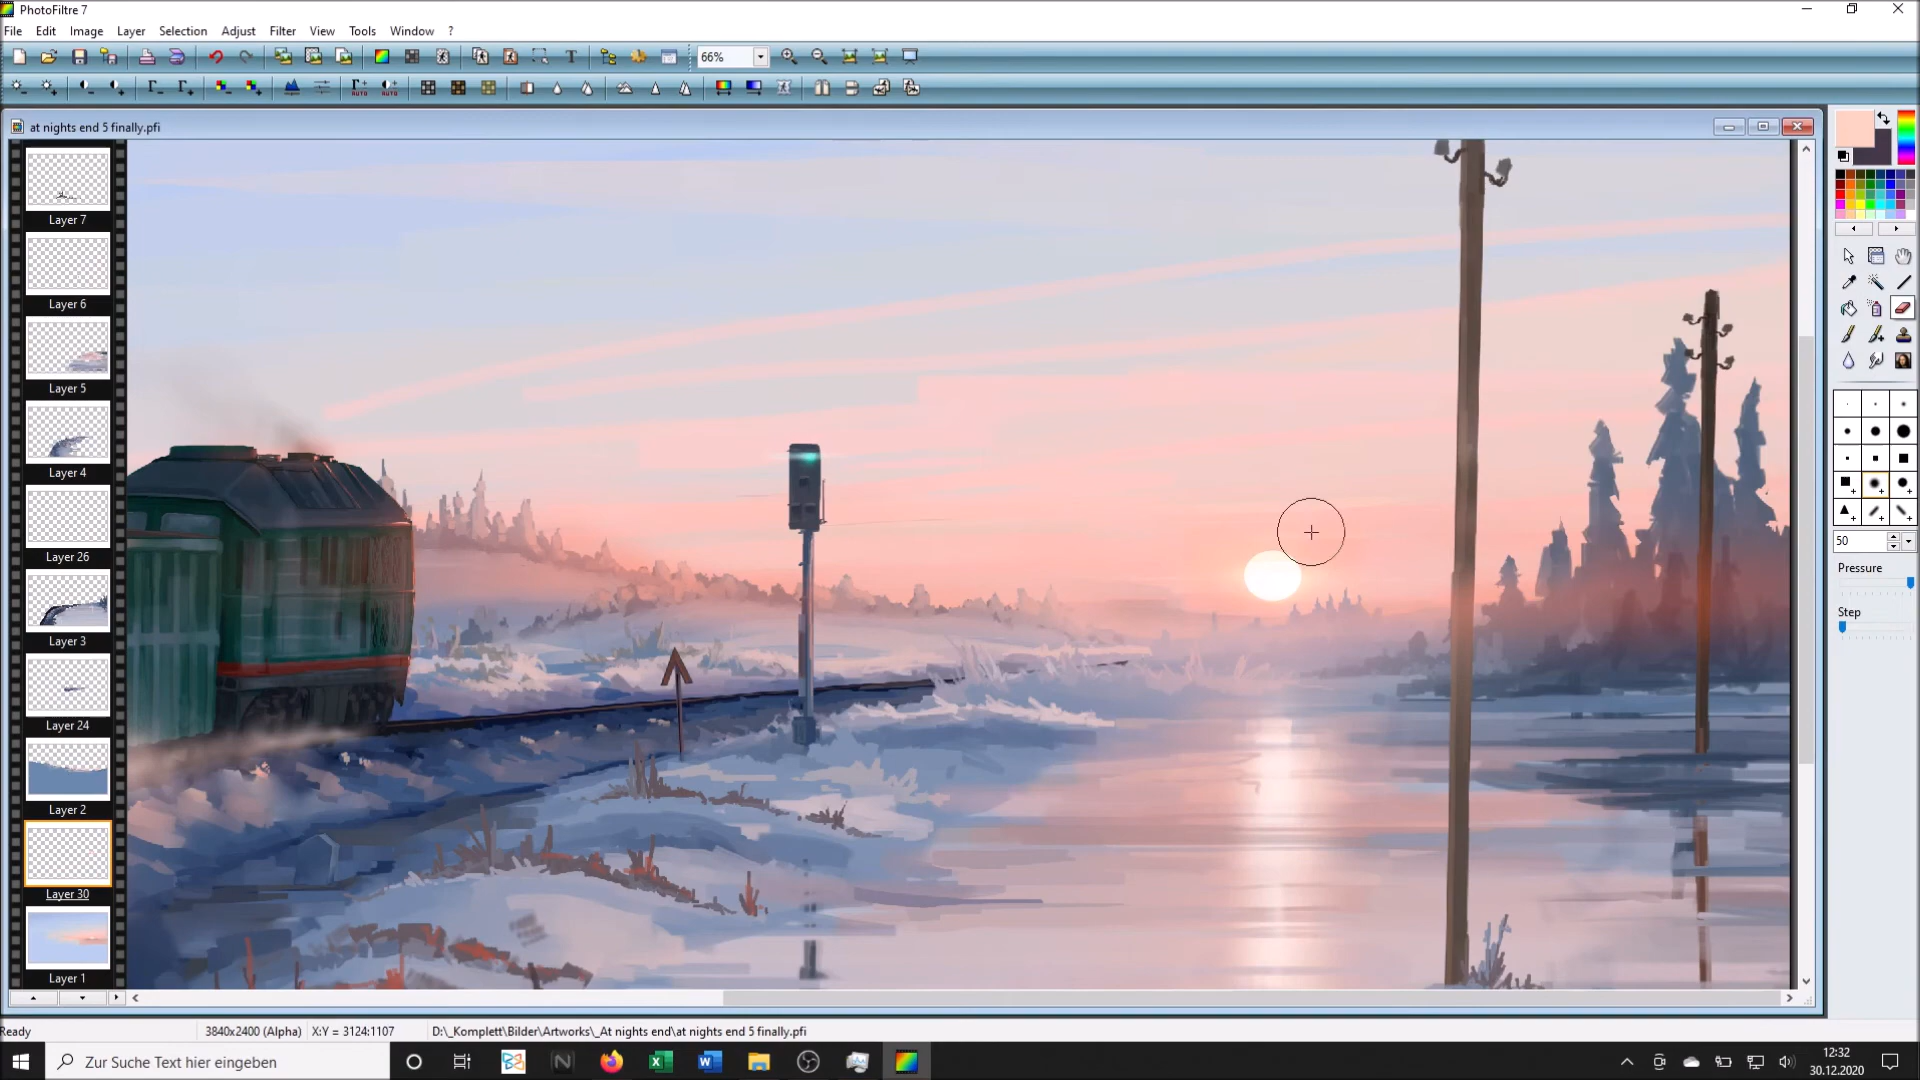 PhotoFiltre 7
File Edit Image Layer Selection Adjust Filter View Tools Window ?
66%
AUTO AUTO
at nights end 5 finally.pfi
Layer 7
Layer 6
Layer 5
Layer 4
Layer 26
Layer 3
Layer 24
Layer 2
Layer 30
Layer 1
50
Pressure
Step
Ready 3840x2400 (Alpha) X:Y = 3124:1107 D:\_Komplett\Bilder\Artworks\_At nights end\at nights end 5 finally.pfi
Zur Suche Text hier eingeben
12:32
30.12.2020